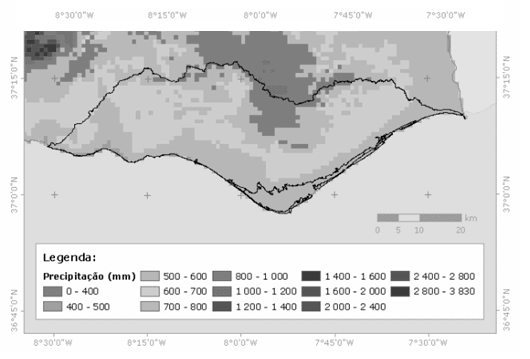 8°30'0"W 8°15'0"W 8°0'0"W 7°45'0"W 7°30'0"W
37°15'0"N 37°15'0"N
37°0'0"N 37°0'0"N
km
0 5 10 20
Legenda:
Precipitação (mm) 500 - 600 800 - 1 000 1 400 - 1 600 2 400 - 2 800
0 - 400 600 - 700 1 000 - 1 200 1 600 - 2 000 2 800 - 3 830
400 - 500 700 - 800 1 200 - 1 400 2 000 - 2 400
36°45'0"N 36°45'0"N
8°30'0"W 8°15'0"W 8°0'0"W 7°45'0"W 7°30'0"W